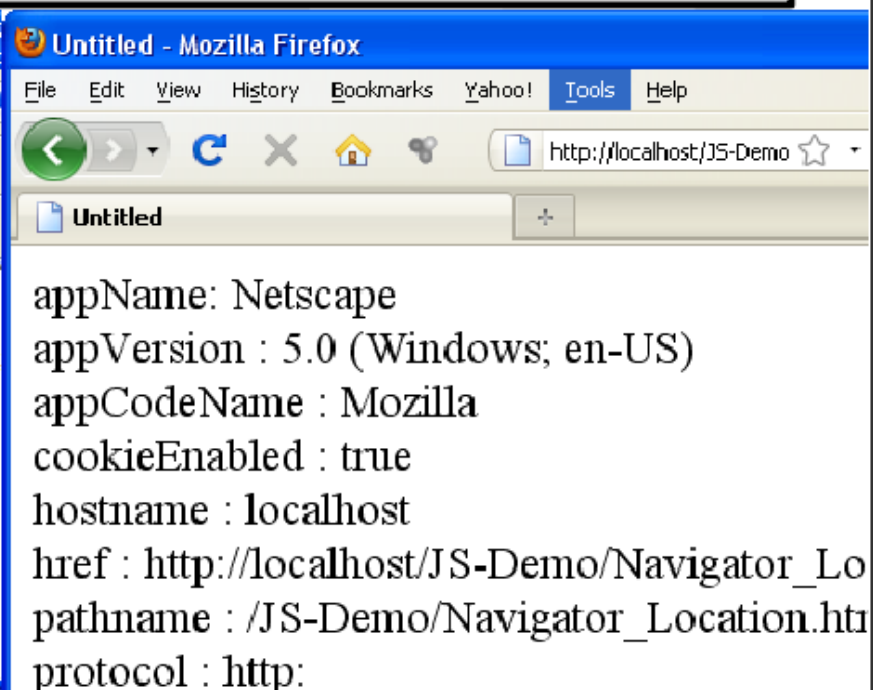 Untitled - Mozilla Firefox
File Edit View History Bookmarks Yahoo! Tools Help
http://localhost/JS-Demo
Untitled
appName: Netscape
appVersion : 5.0 (Windows; en-US)
appCodeName : Mozilla
cookieEnabled : true
hostname : localhost
href : http://localhost/JS-Demo/Navigator_Lo
pathname : /JS-Demo/Navigator_Location.htm
protocol : http: